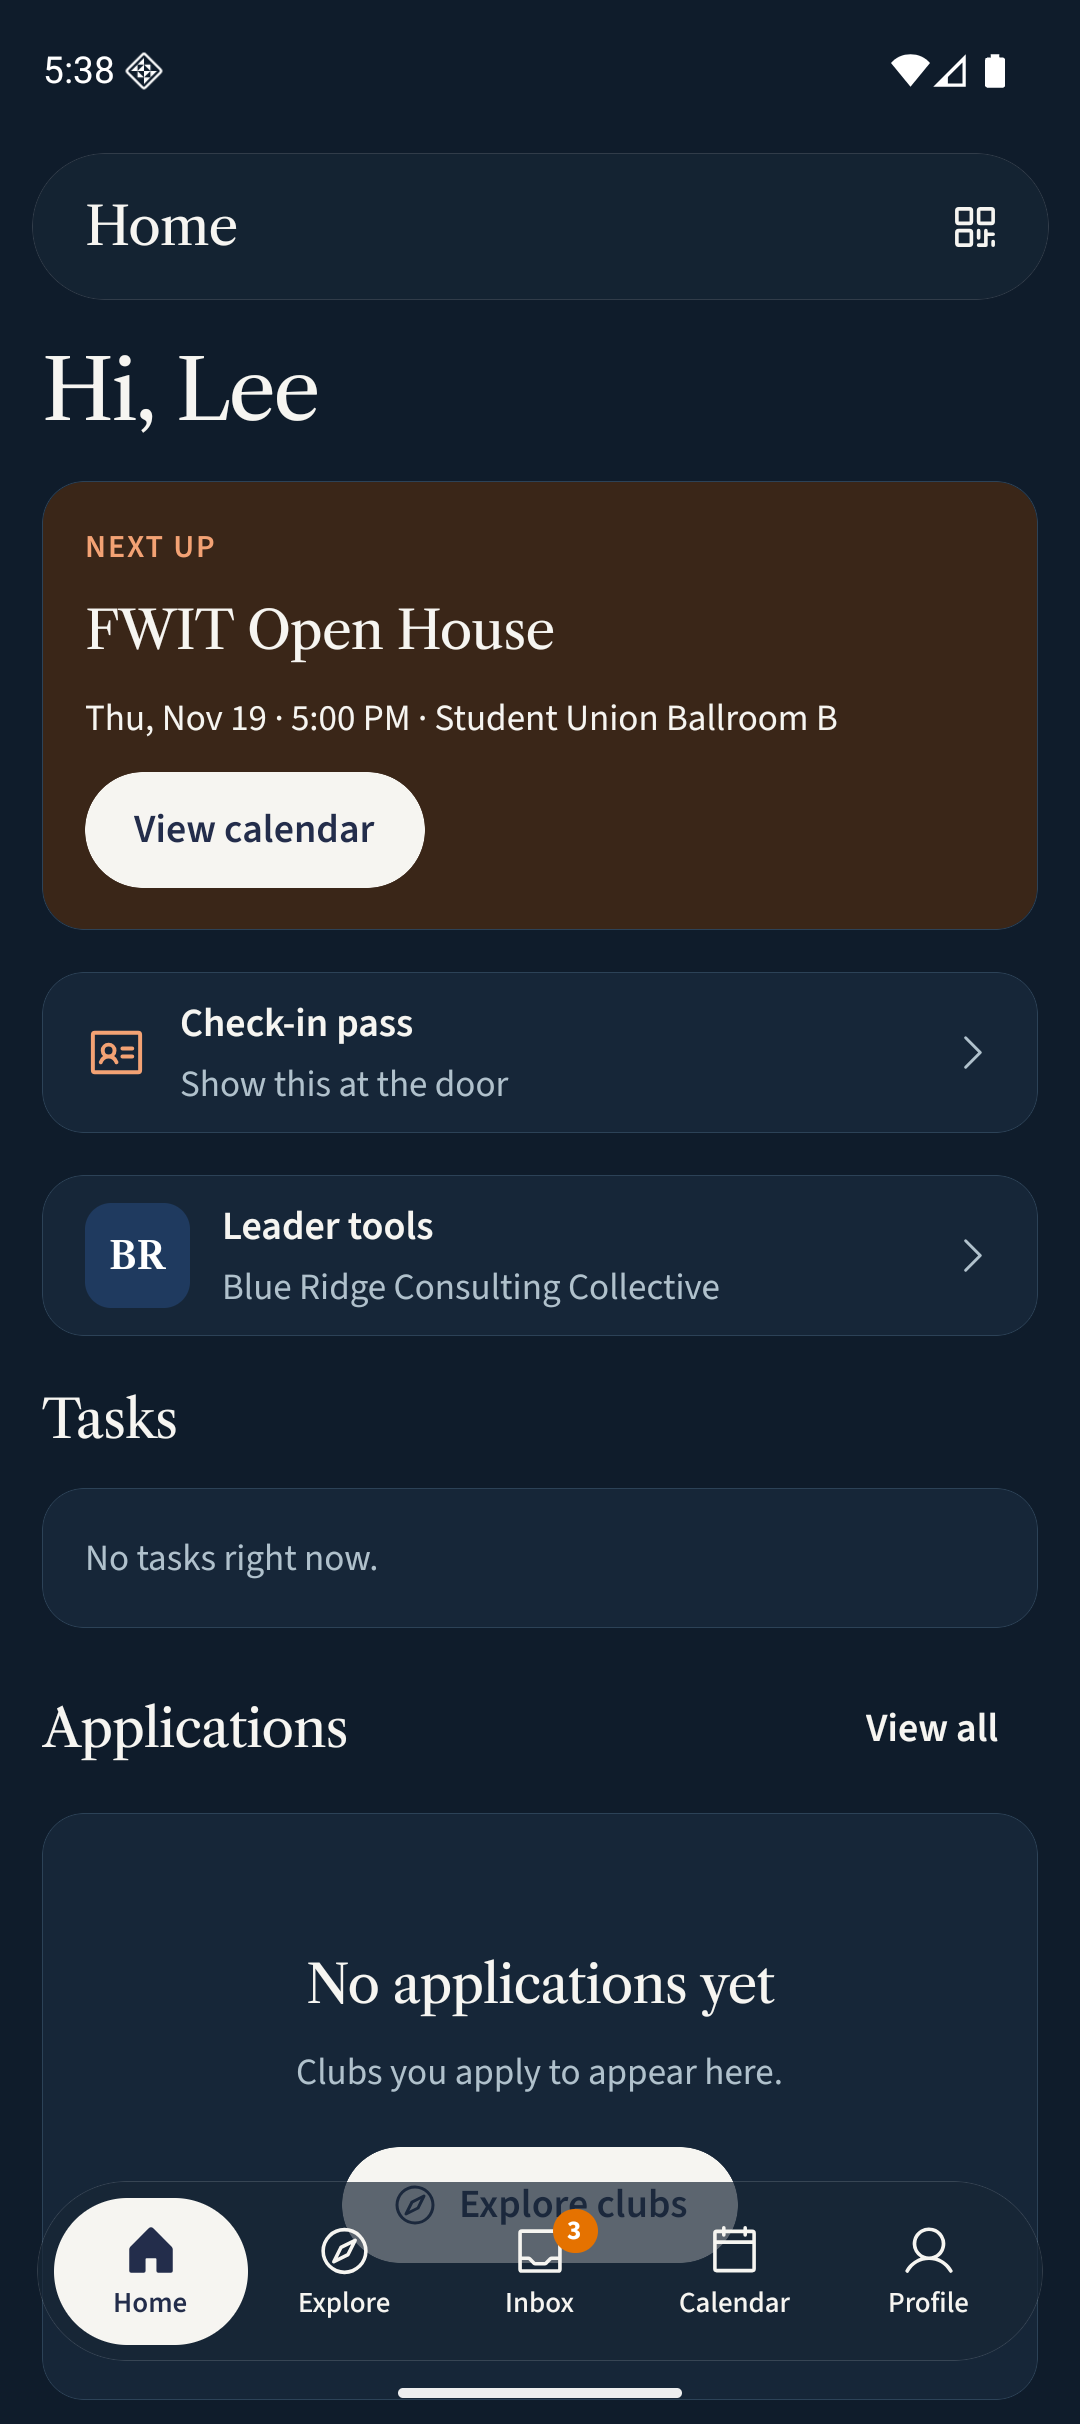 5:38
Home
Hi, Lee
NEXT UP
FWIT Open House
Thu, Nov 19 · 5:00 PM · Student Union Ballroom B
View calendar
Check-in pass
Show this at the door
BR
Leader tools
Blue Ridge Consulting Collective
Tasks
No tasks right now.
Applications
View all
No applications yet
Clubs you apply to appear here.
Explore clubs
3
Home
Explore
Inbox
Calendar
Profile